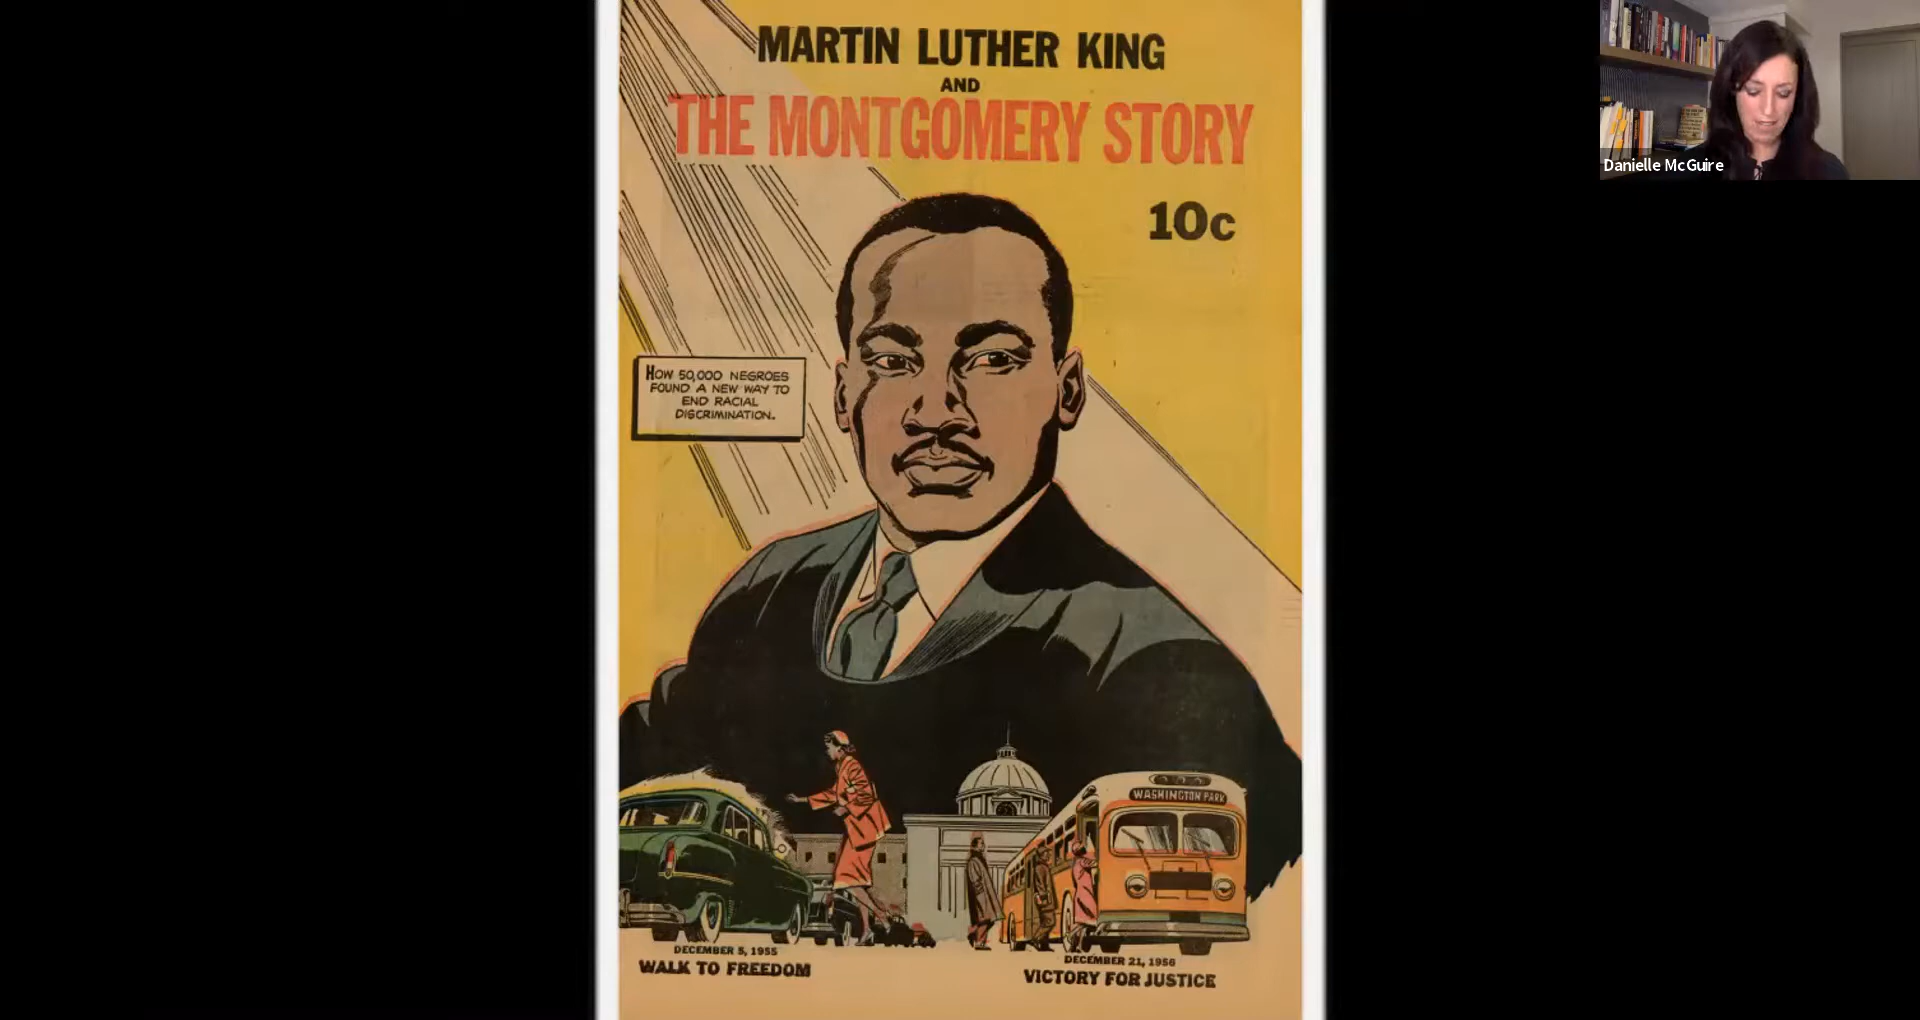 MARTIN LUTHER KING
AND
THE MONTGOMERY STORY
10c
HOW 50,000 NEGROES
FOUND A NEW WAY TO
END RACIAL
DISCRIMINATION.
WASHINGTON PARK
DECEMBER 5, 1955
WALK TO FREEDOM
DECEMBER 21, 1956
VICTORY FOR JUSTICE
Danielle McGuire